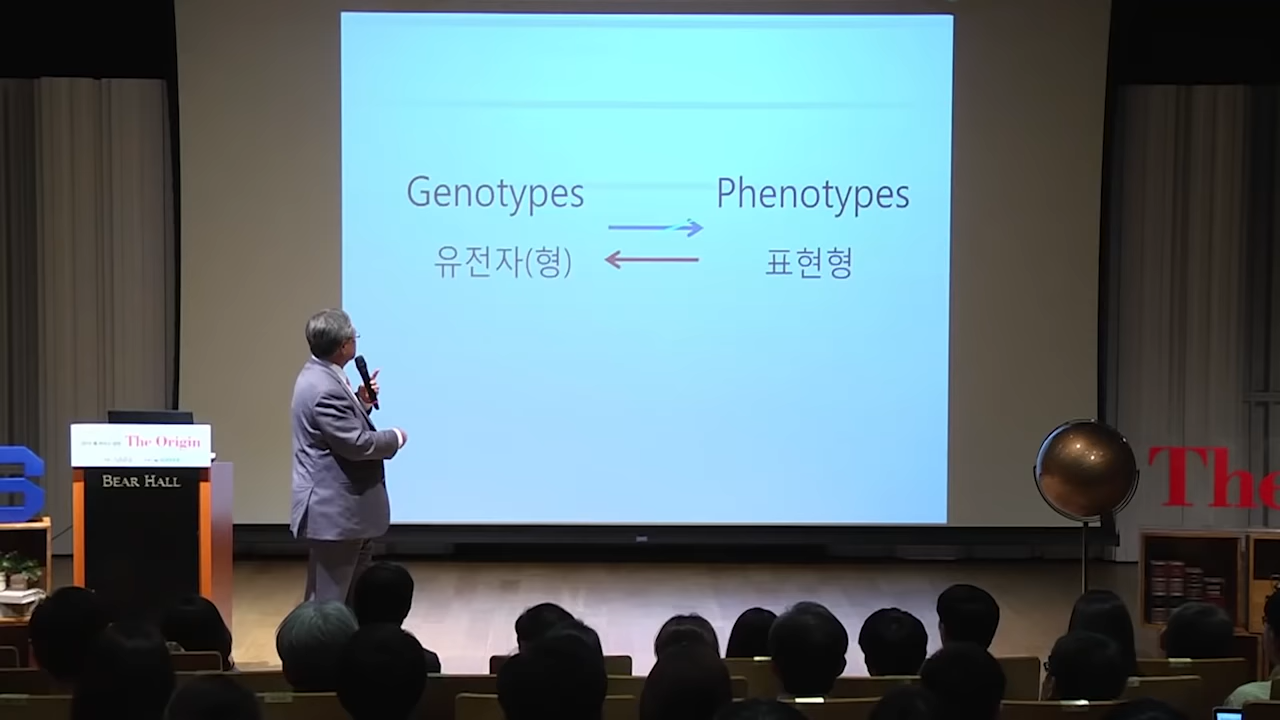 Genotypes
Phenotypes
유전자(형)
표현형
The Origin
BEAR HALL
The